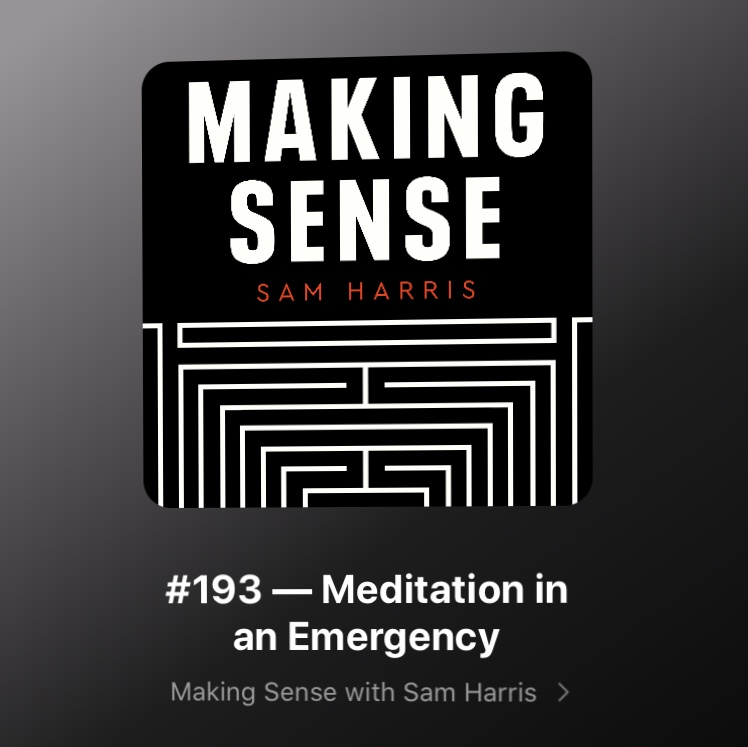 MAKING
SENSE
SAM HARRIS
#193 — Meditation in
an Emergency
Making Sense with Sam Harris >